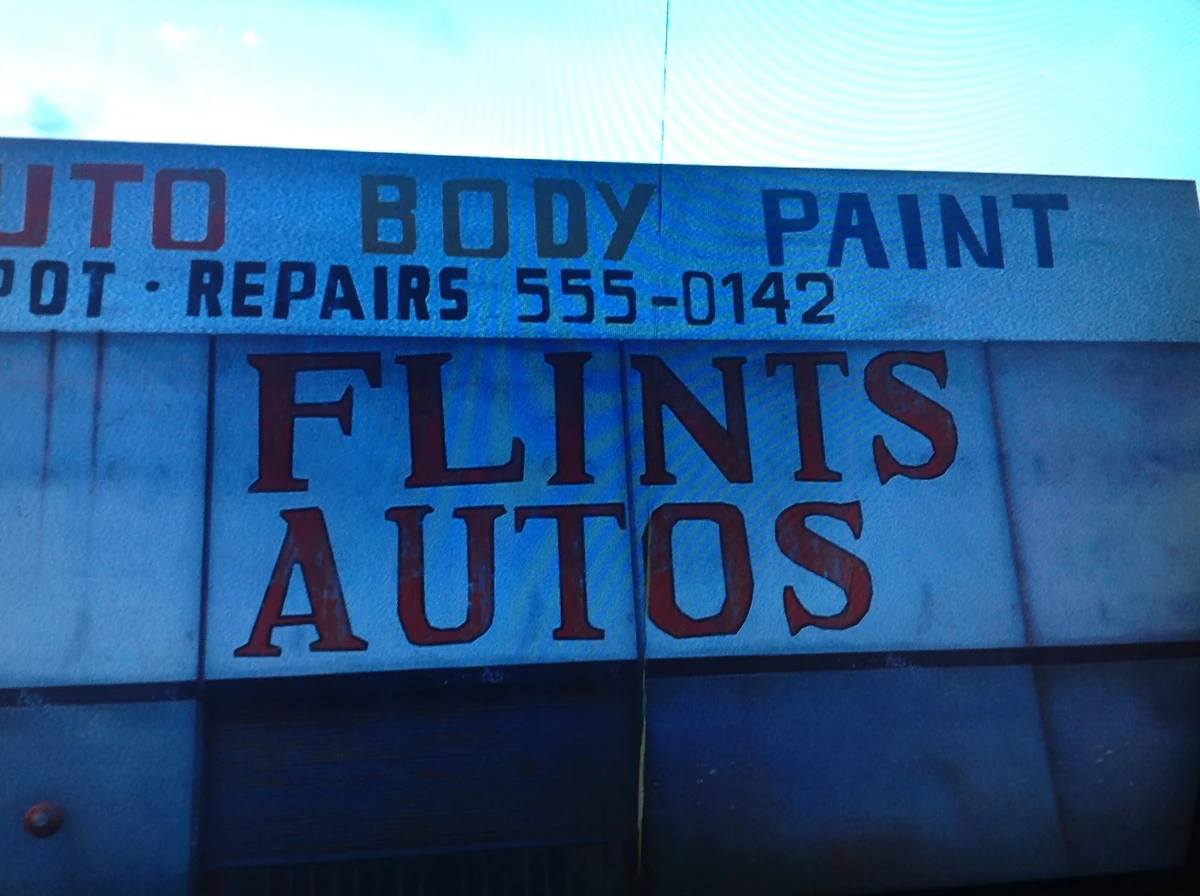 UTO BODY PAINT
POT · REPAIRS 555-0142
FLINTS
AUTOS